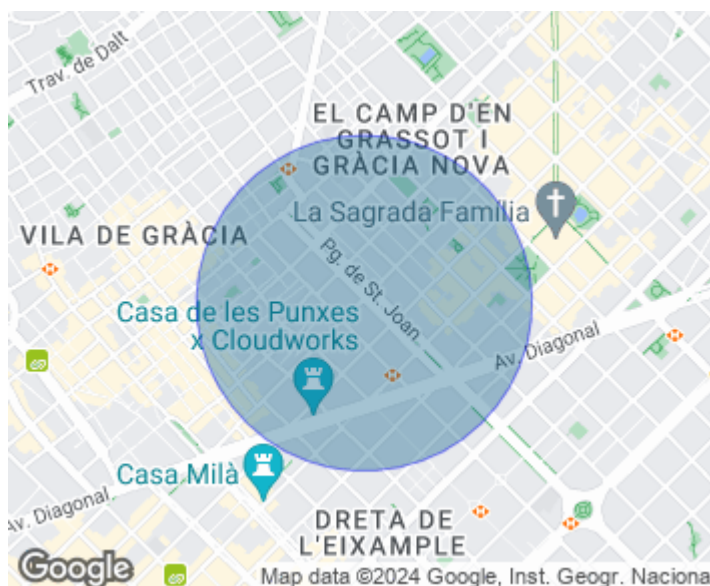 Trav. de Dalt
EL CAMP D'EN
GRASSOT I
GRÀCIA NOVA
La Sagrada Família
VILA DE GRÀCIA
Pg. de St. Joan
Casa de les Punxes
x Cloudworks
Av. Diagonal
Casa Milà
Av. Diagonal
DRETA DE
L'EIXAMPLE
Google
Map data ©2024 Google, Inst. Geogr. Naciona